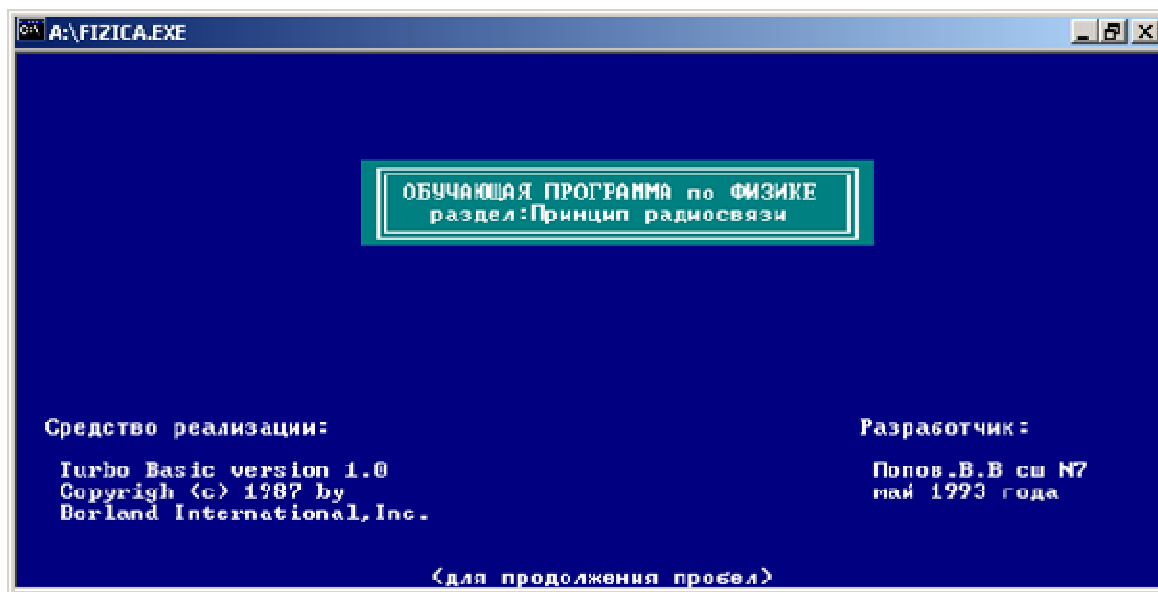 A:\FIZICA.EXE
ОБУЧАЮЩАЯ ПРОГРАММА по ФИЗИКЕ
раздел:Принцип радиосвязи
Средство реализации:
Turbo Basic version 1.0
Copyrigh (c) 1987 by
Borland International,Inc.
Разработчик:
Попов.В.В сш N7
май 1993 года
(для продолжения пробел)